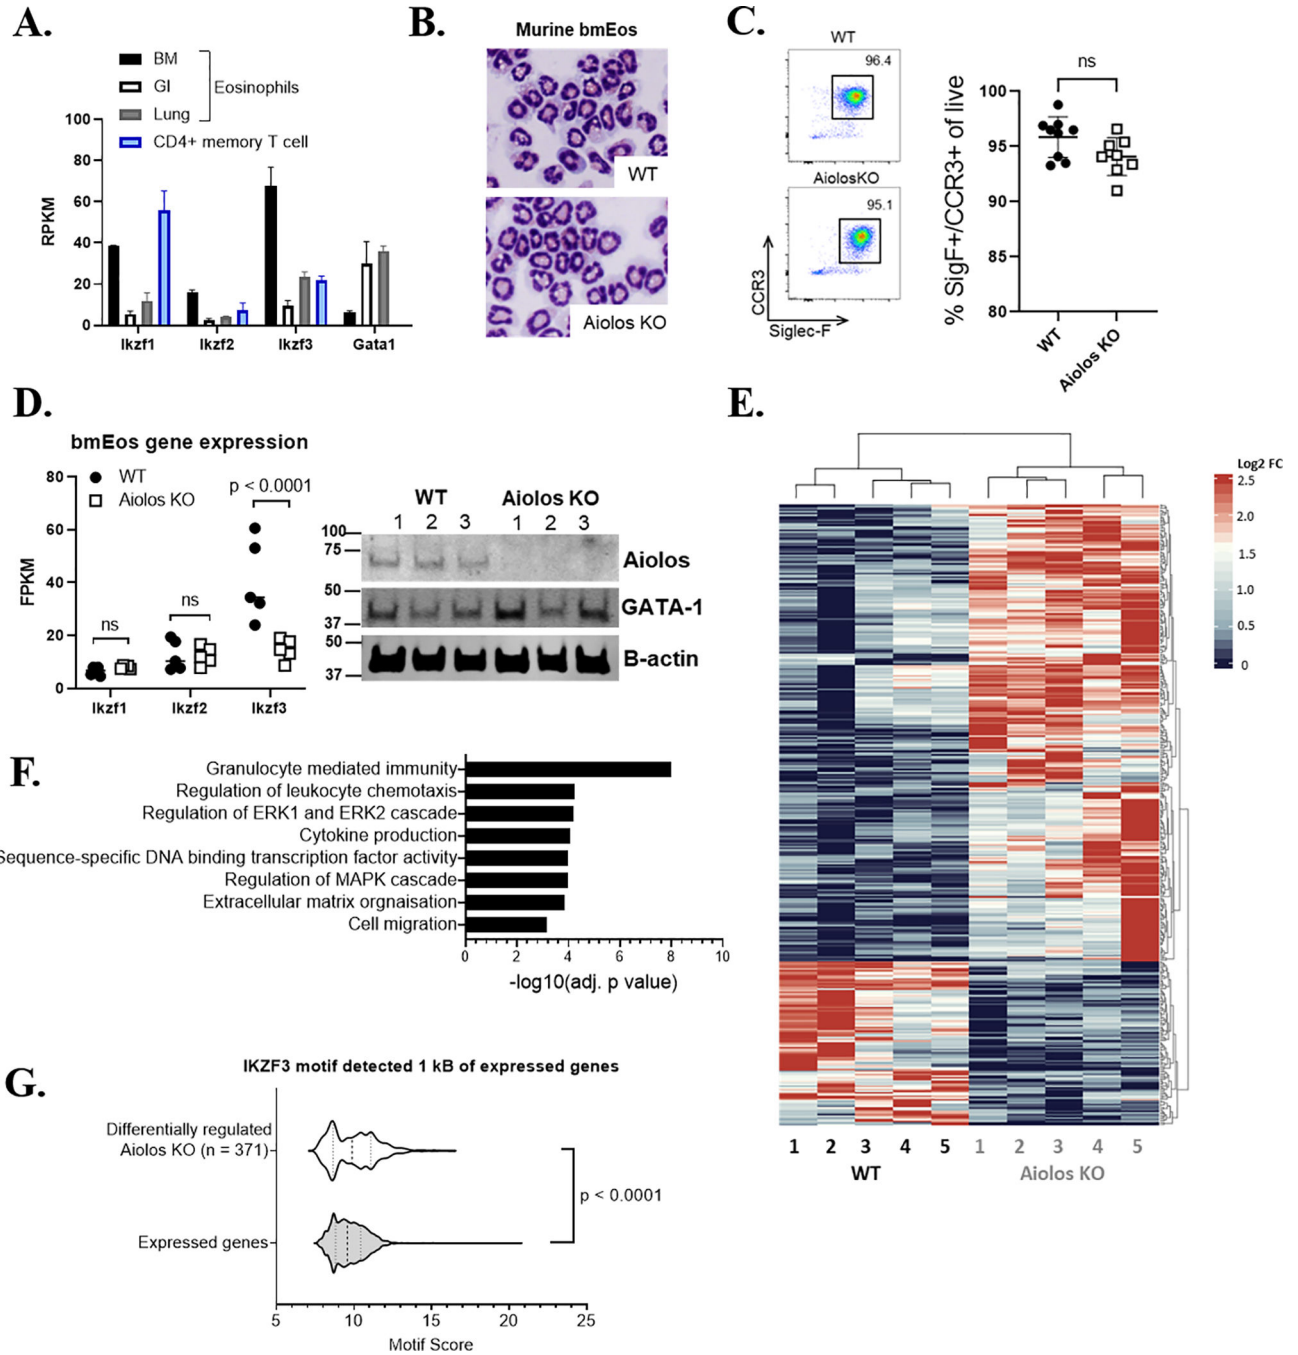 A.
BM
GI
Lung
Eosinophils
CD4+ memory T cell
100
80
60
40
20
0
RPKM
Ikzf1
Ikzf2
Ikzf3
Gata1
B.
Murine bmEos
WT
Aiolos KO
C.
WT
96.4
AiolosKO
95.1
CCR3
Siglec-F
ns
100
95
90
85
80
% SigF+/CCR3+ of live
WT
Aiolos KO
D.
bmEos gene expression
WT
Aiolos KO
p < 0.0001
ns
ns
80
60
40
20
0
FPKM
Ikzf1
Ikzf2
Ikzf3
WT Aiolos KO
1 2 3 1 2 3
100
75
Aiolos
50
37
GATA-1
50
37
B-actin
E.
Log2 FC
2.5
2.0
1.5
1.0
0.5
0
1 2 3 4 5 1 2 3 4 5
WT Aiolos KO
F.
Granulocyte mediated immunity
Regulation of leukocyte chemotaxis
Regulation of ERK1 and ERK2 cascade
Cytokine production
Sequence-specific DNA binding transcription factor activity
Regulation of MAPK cascade
Extracellular matrix orgnaisation
Cell migration
0 2 4 6 8 10
-log10(adj. p value)
G.
IKZF3 motif detected 1 kB of expressed genes
Differentially regulated
Aiolos KO (n = 371)
Expressed genes
p < 0.0001
5 10 15 20 25
Motif Score